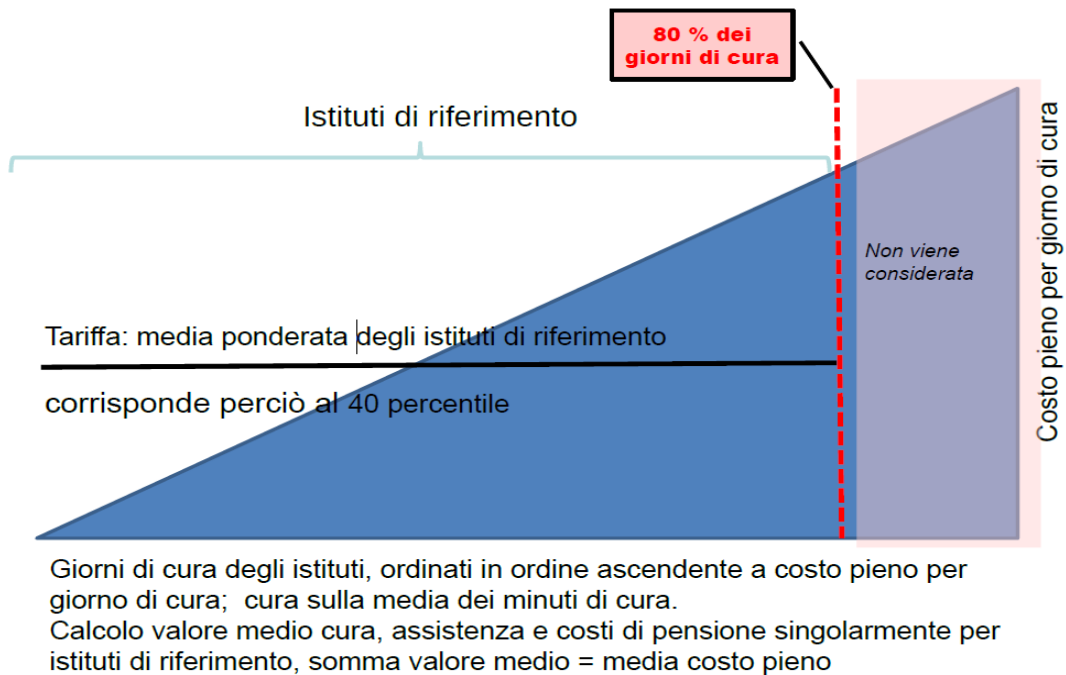 80 % dei
giorni di cura
Istituti di riferimento
Costo pieno per giorno di cura
Non viene
considerata
Tariffa: media ponderata degli istituti di riferimento
corrisponde perciò al 40 percentile
Giorni di cura degli istituti, ordinati in ordine ascendente a costo pieno per
giorno di cura;  cura sulla media dei minuti di cura.
Calcolo valore medio cura, assistenza e costi di pensione singolarmente per
istituti di riferimento, somma valore medio = media costo pieno